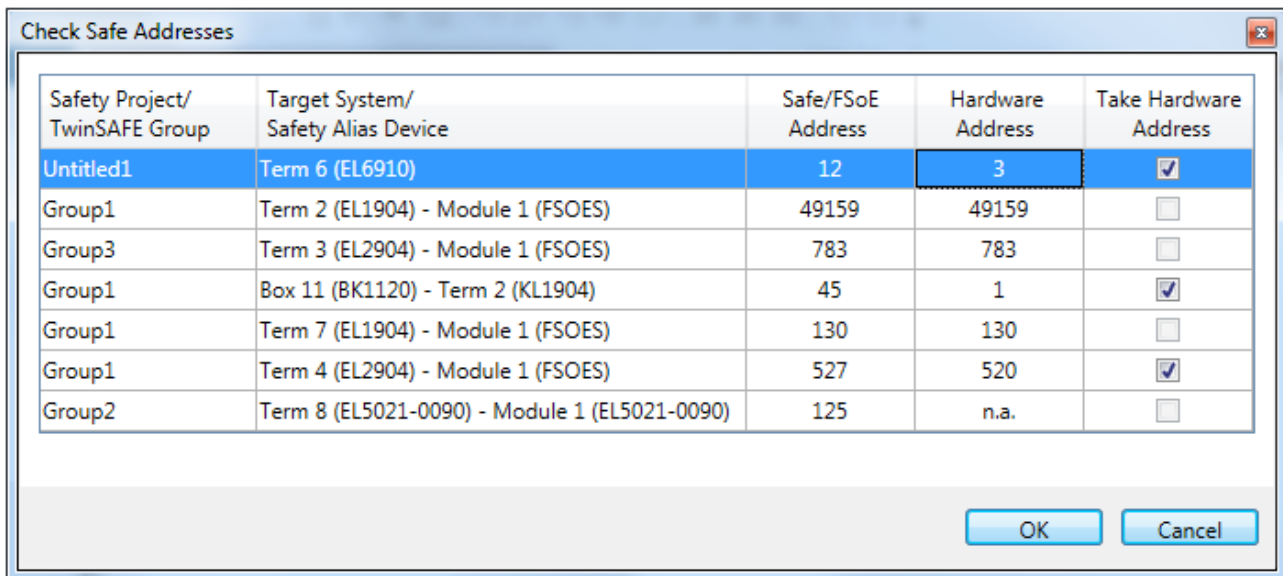 Check Safe Addresses
Safety Project/ Target System/ Safe/FSoE Hardware Take Hardware
TwinSAFE Group Safety Alias Device Address Address Address
Untitled1 Term 6 (EL6910) 12 3
Group1 Term 2 (EL1904) - Module 1 (FSOES) 49159 49159
Group3 Term 3 (EL2904) - Module 1 (FSOES) 783 783
Group1 Box 11 (BK1120) - Term 2 (KL1904) 45 1
Group1 Term 7 (EL1904) - Module 1 (FSOES) 130 130
Group1 Term 4 (EL2904) - Module 1 (FSOES) 527 520
Group2 Term 8 (EL5021-0090) - Module 1 (EL5021-0090) 125 n.a.
OK Cancel